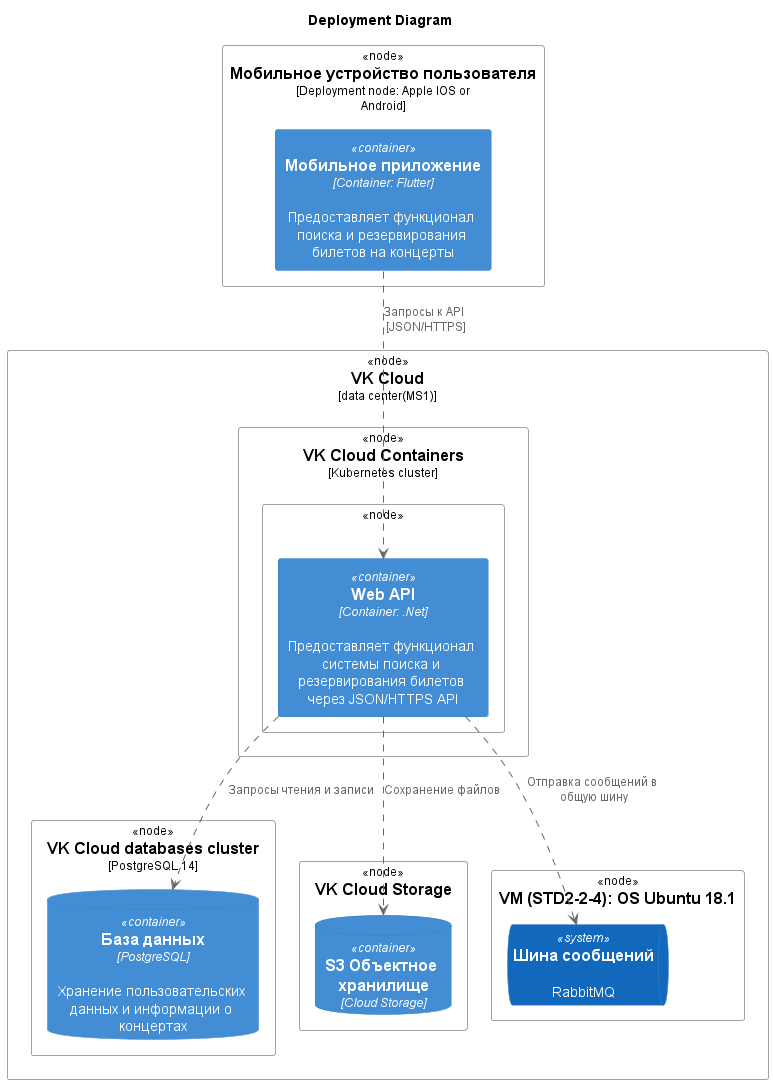 Deployment Diagram
«node»
Мобильное устройство пользователя
[Deployment node: Apple IOS or
Android]
«container»
Мобильное приложение
[Container: Flutter]
Предоставляет функционал
поиска и резервирования
билетов на концерты
Запросы к API
[JSON/HTTPS]
«node»
VK Cloud
[data center(MS1)]
«node»
VK Cloud Containers
[Kubernetes cluster]
«node»
«container»
Web API
[Container: .Net]
Предоставляет функционал
системы поиска и
резервирования билетов
через JSON/HTTPS API
Запросы чтения и записи
Сохранение файлов
Отправка сообщений в
общую шину
«node»
VK Cloud databases cluster
[PostgreSQL 14]
«container»
База данных
[PostgreSQL]
Хранение пользовательских
данных и информации о
концертах
«node»
VK Cloud Storage
«container»
S3 Объектное
хранилище
[Cloud Storage]
«node»
VM (STD2-2-4): OS Ubuntu 18.1
«system»
Шина сообщений
RabbitMQ